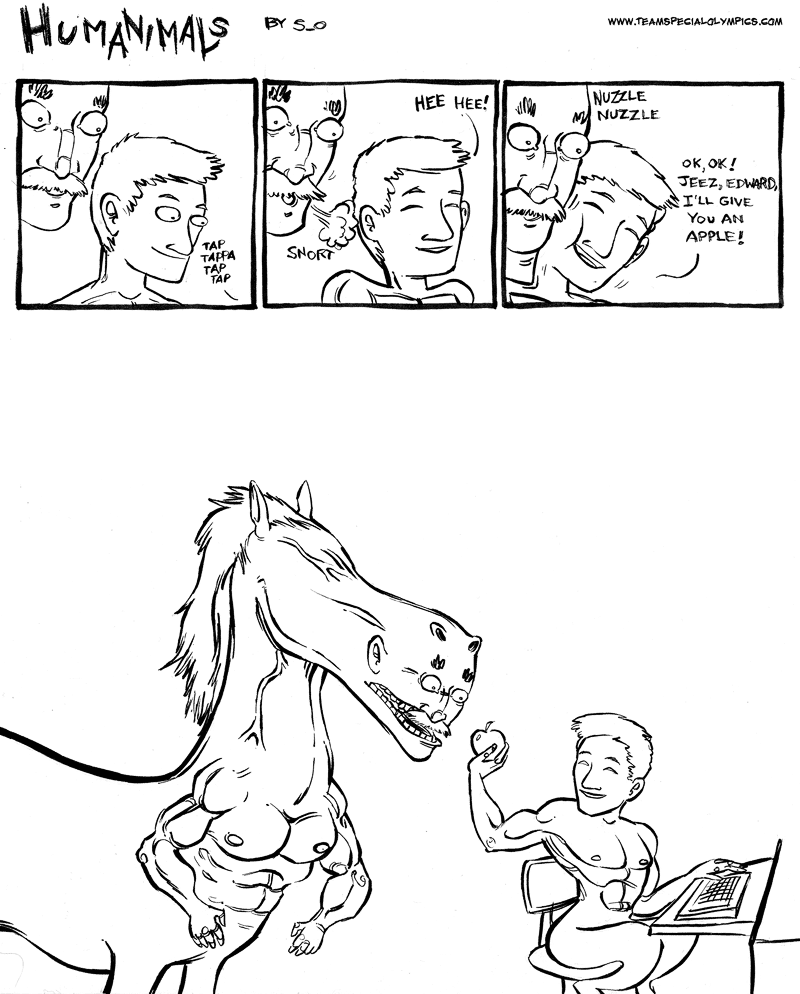 HUMANIMALS
BY S_O
WWW.TEAMSPECIALOLYMPICS.COM
TAP
TAPPA
TAP
TAP
HEE HEE!
SNORT
NUZZLE
NUZZLE
OK, OK!
JEEZ, EDWARD,
I'LL GIVE
YOU AN
APPLE!